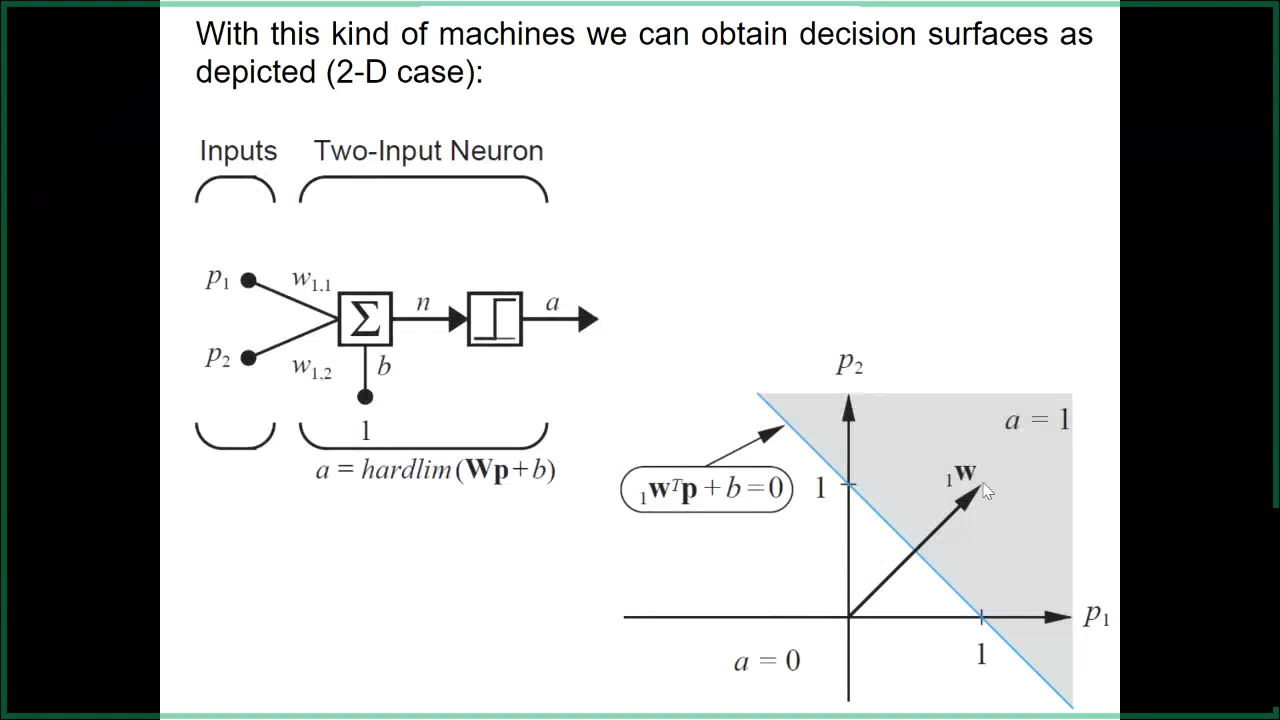 With this kind of machines we can obtain decision surfaces as
depicted (2-D case):
Inputs Two-Input Neuron
p₁ w₁,₁
Σ n a
p₂ w₁,₂ b
1
a = hardlim(Wp+b)
p₂
a = 1
₁w
₁wᵀp + b = 0 1
p₁
a = 0 1